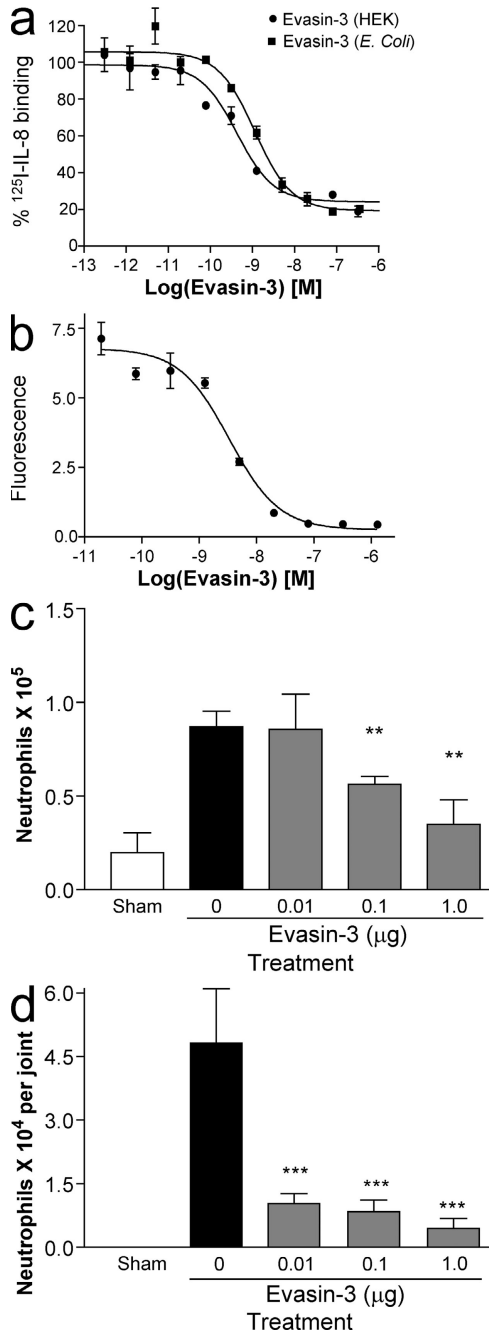 a
Evasin-3 (HEK)
Evasin-3 (E. Coli)
% ¹²⁵I-IL-8 binding
120
100
80
60
40
20
0
-13 -12 -11 -10 -9 -8 -7 -6
Log(Evasin-3) [M]
b
Fluorescence
7.5
5.0
2.5
0.0
-11 -10 -9 -8 -7 -6
Log(Evasin-3) [M]
c
Neutrophils X 10⁵
1.5
1.0
0.5
0.0
** **
Sham 0 0.01 0.1 1.0
Evasin-3 (µg)
Treatment
d
Neutrophils X 10⁴ per joint
6.0
4.5
3.0
1.5
0.0
*** *** ***
Sham 0 0.01 0.1 1.0
Evasin-3 (µg)
Treatment